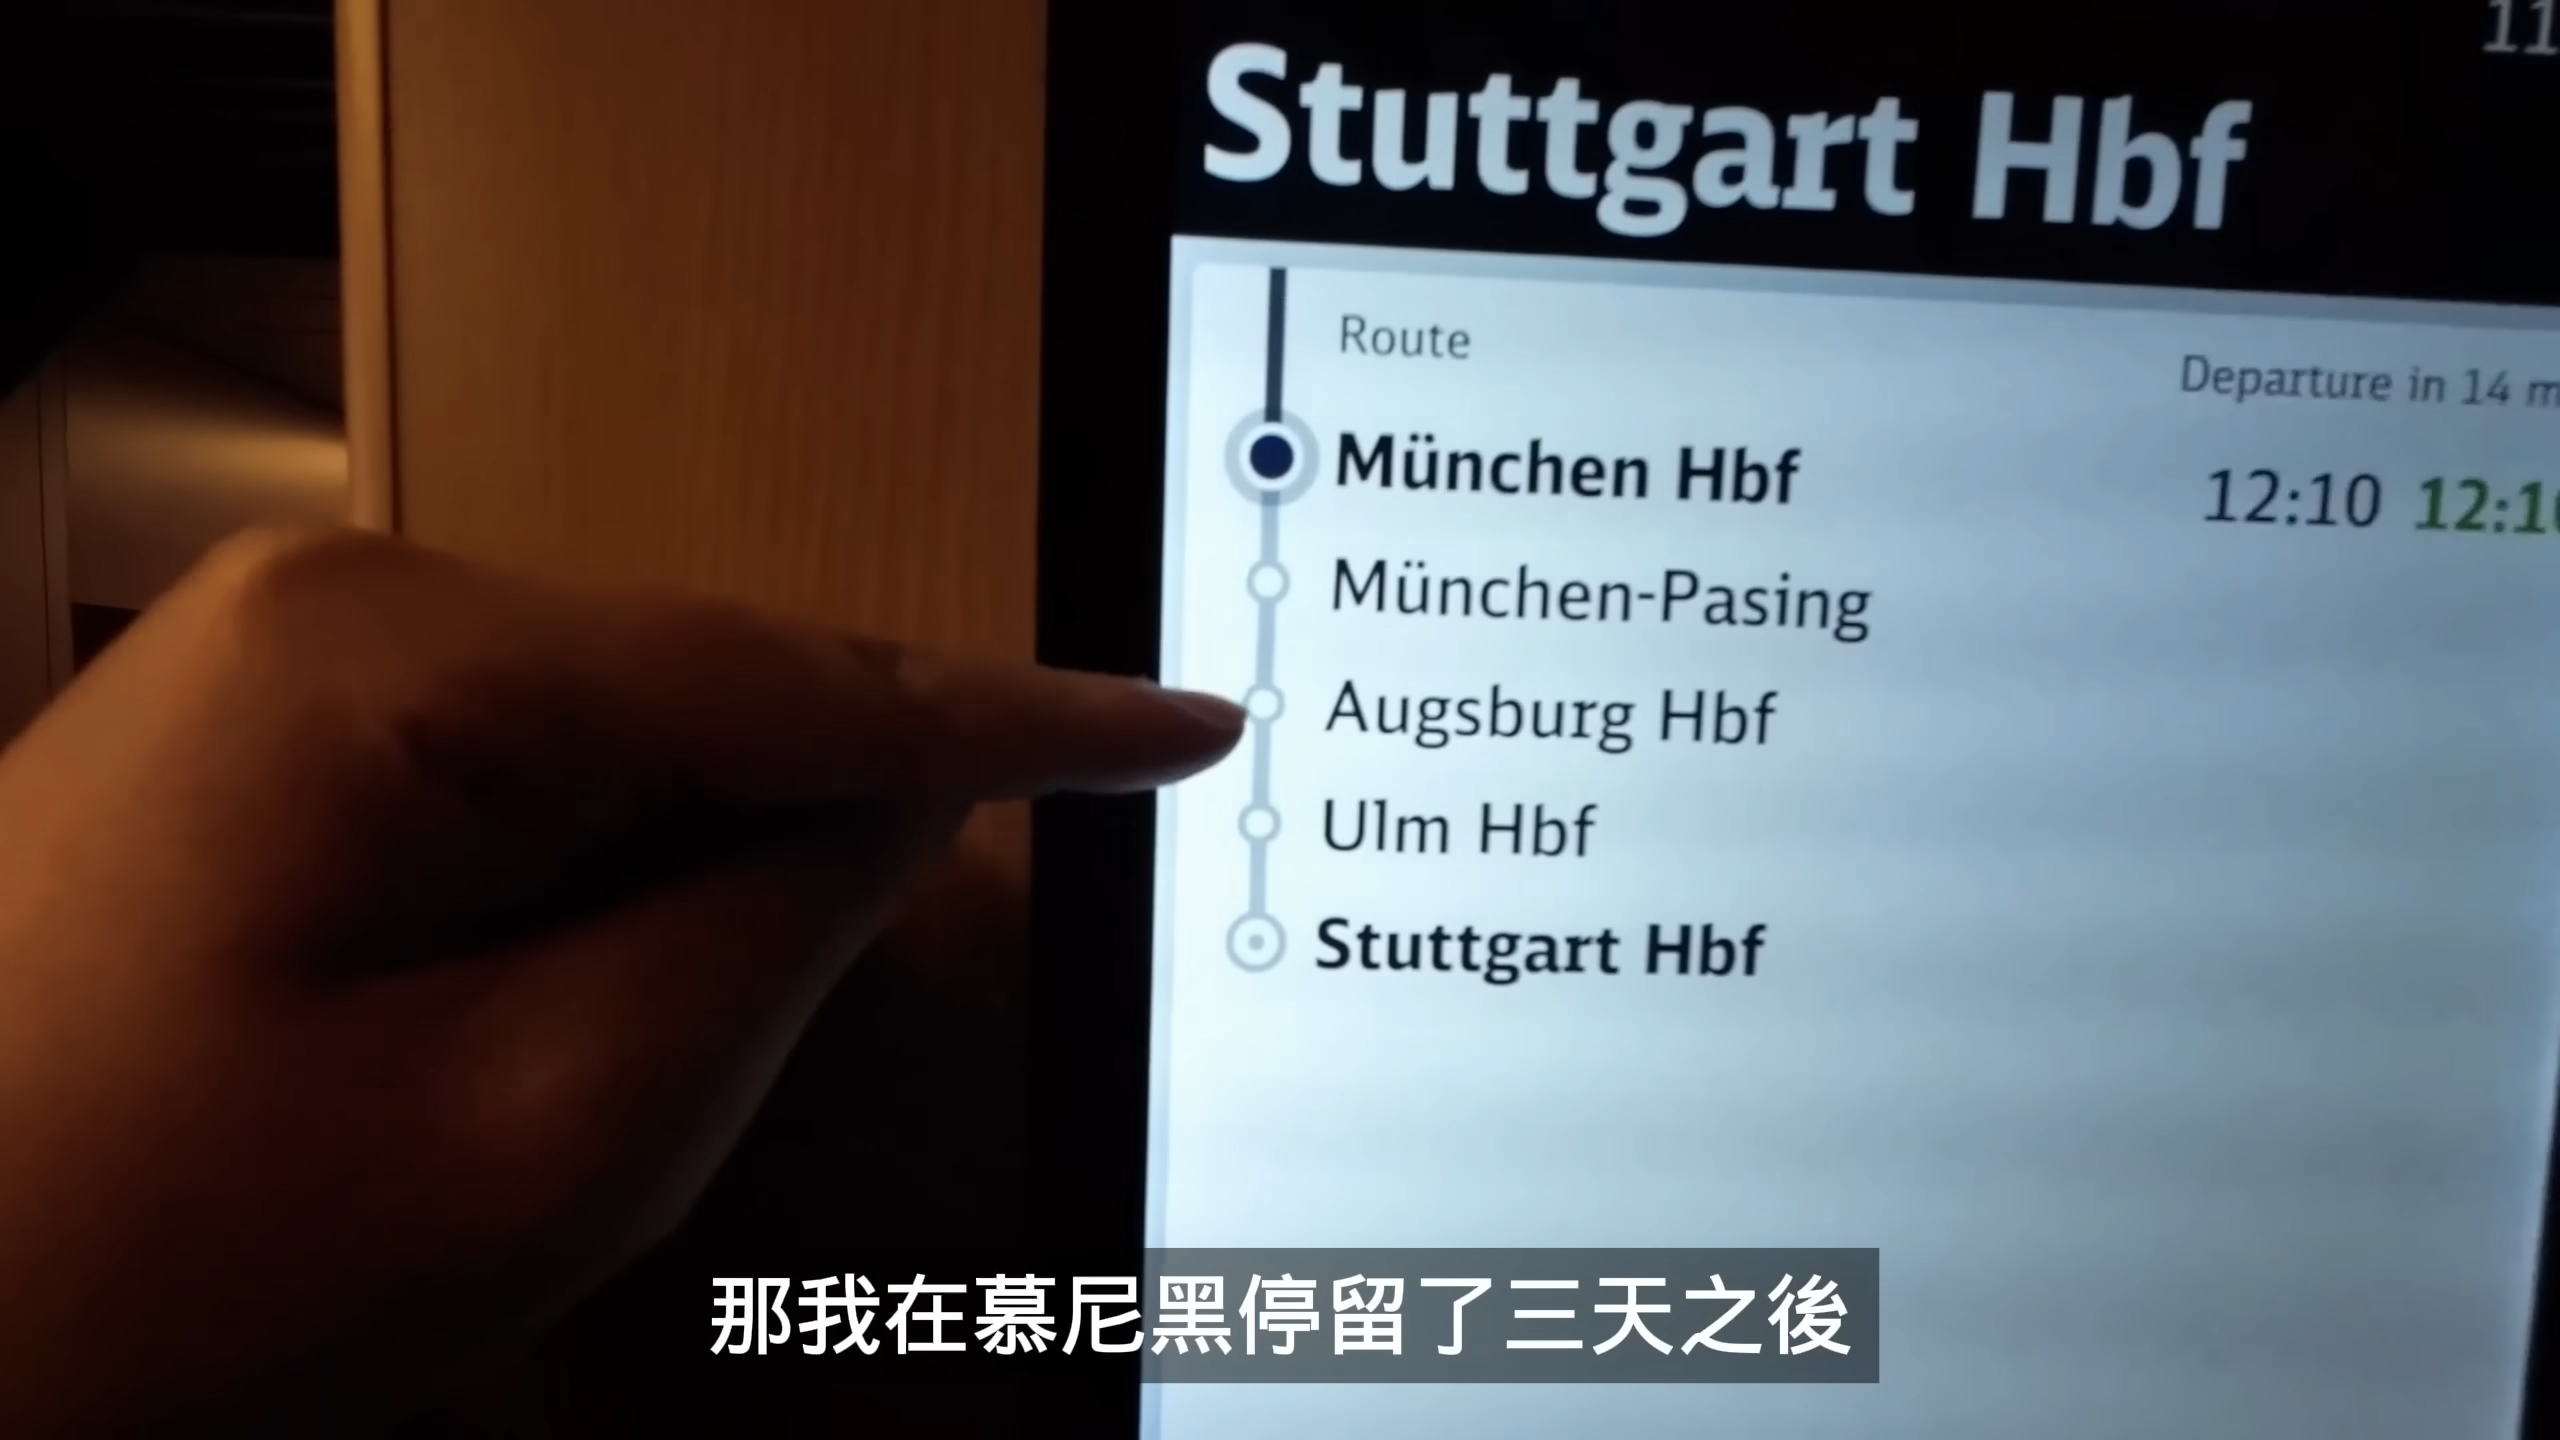 Stuttgart Hbf
Route
Departure in 14
München Hbf
12:10
München-Pasing
Augsburg Hbf
Ulm Hbf
Stuttgart Hbf
那我在慕尼黑停留了三天之後